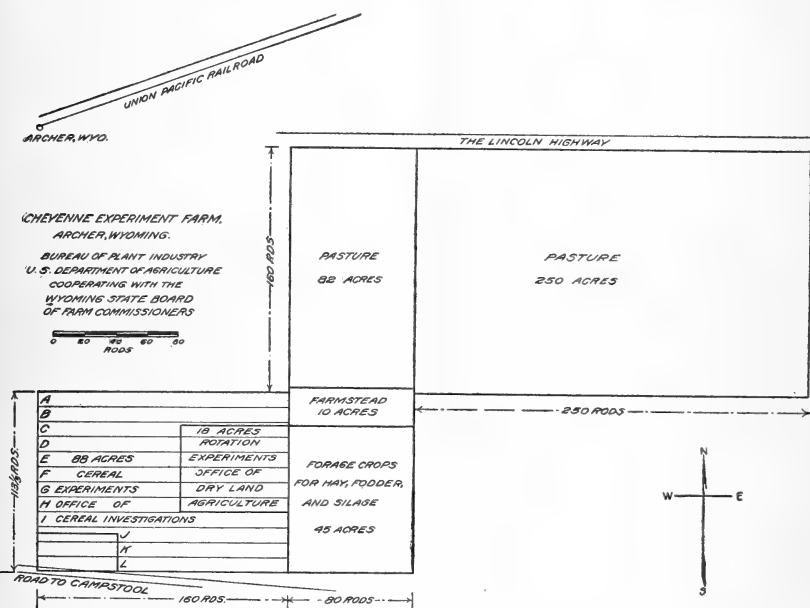 UNION PACIFIC RAILROAD
ARCHER, WYO.
THE LINCOLN HIGHWAY
CHEYENNE EXPERIMENT FARM.
ARCHER, WYOMING.
BUREAU OF PLANT INDUSTRY
U.S. DEPARTMENT OF AGRICULTURE
COOPERATING WITH THE
WYOMING STATE BOARD
OF FARM COMMISSIONERS
0 20 40 60 80
RODS
160 RDS
PASTURE
82 ACRES
PASTURE
250 ACRES
FARMSTEAD
10 ACRES
250 RODS
113⅓ RDS.
A
B
C
D
E 88 ACRES
F CEREAL
G EXPERIMENTS
H OFFICE OF
I CEREAL INVESTIGATIONS
J
K
L
18 ACRES
ROTATION
EXPERIMENTS
OFFICE OF
DRY LAND
AGRICULTURE
FORAGE CROPS
FOR HAY, FODDER,
AND SILAGE
45 ACRES
N
W E
S
ROAD TO CAMPSTOOL
160 RDS.
80 RODS